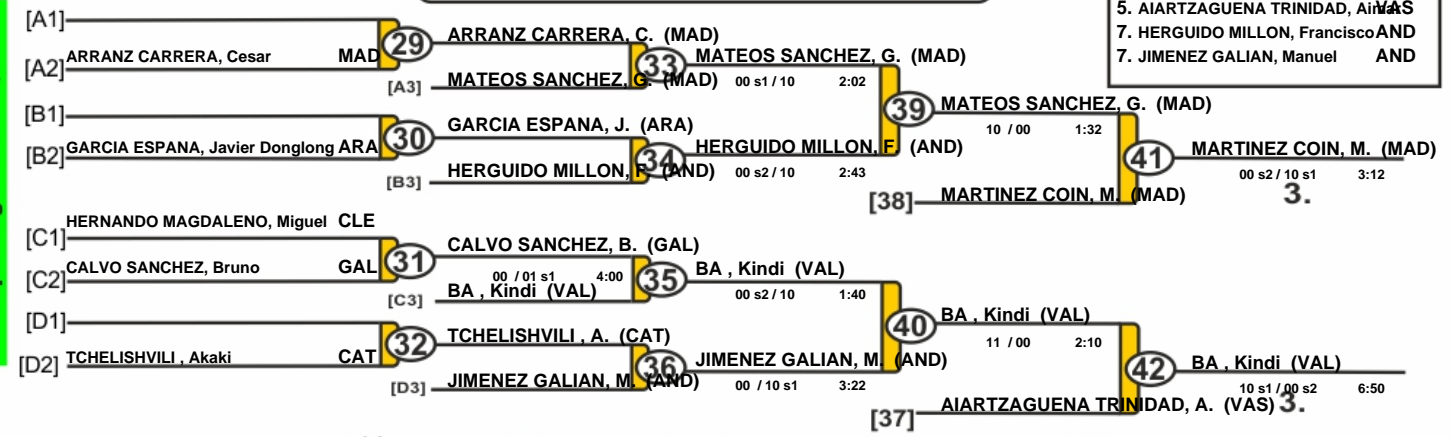 5. AIARTZAGUENA TRINIDAD, Aimar VAS
7. HERGUIDO MILLON, Francisco AND
7. JIMENEZ GALIAN, Manuel AND
[A1]
[A2] ARRANZ CARRERA, Cesar MAD
29
ARRANZ CARRERA, C. (MAD)
[A3] MATEOS SANCHEZ, G. (MAD)
33
MATEOS SANCHEZ, G. (MAD)
00 s1 / 10 2:02
[B1]
[B2] GARCIA ESPANA, Javier Donglong ARA
30
GARCIA ESPANA, J. (ARA)
[B3] HERGUIDO MILLON, F. (AND)
34
HERGUIDO MILLON, F. (AND)
00 s2 / 10 2:43
39
MATEOS SANCHEZ, G. (MAD)
10 / 00 1:32
[38] MARTINEZ COIN, M. (MAD)
41
MARTINEZ COIN, M. (MAD)
00 s2 / 10 s1 3:12
3.
[C1] HERNANDO MAGDALENO, Miguel CLE
[C2] CALVO SANCHEZ, Bruno GAL
31
CALVO SANCHEZ, B. (GAL)
00 / 01 s1 4:00
[C3] BA , Kindi (VAL)
35
BA , Kindi (VAL)
00 s2 / 10 1:40
[D1]
[D2] TCHELISHVILI , Akaki CAT
32
TCHELISHVILI , A. (CAT)
[D3] JIMENEZ GALIAN, M. (AND)
36
JIMENEZ GALIAN, M. (AND)
00 / 10 s1 3:22
40
BA , Kindi (VAL)
11 / 00 2:10
[37] AIARTZAGUENA TRINIDAD, A. (VAS)
42
BA , Kindi (VAL)
10 s1 / 00 s2 6:50
3.